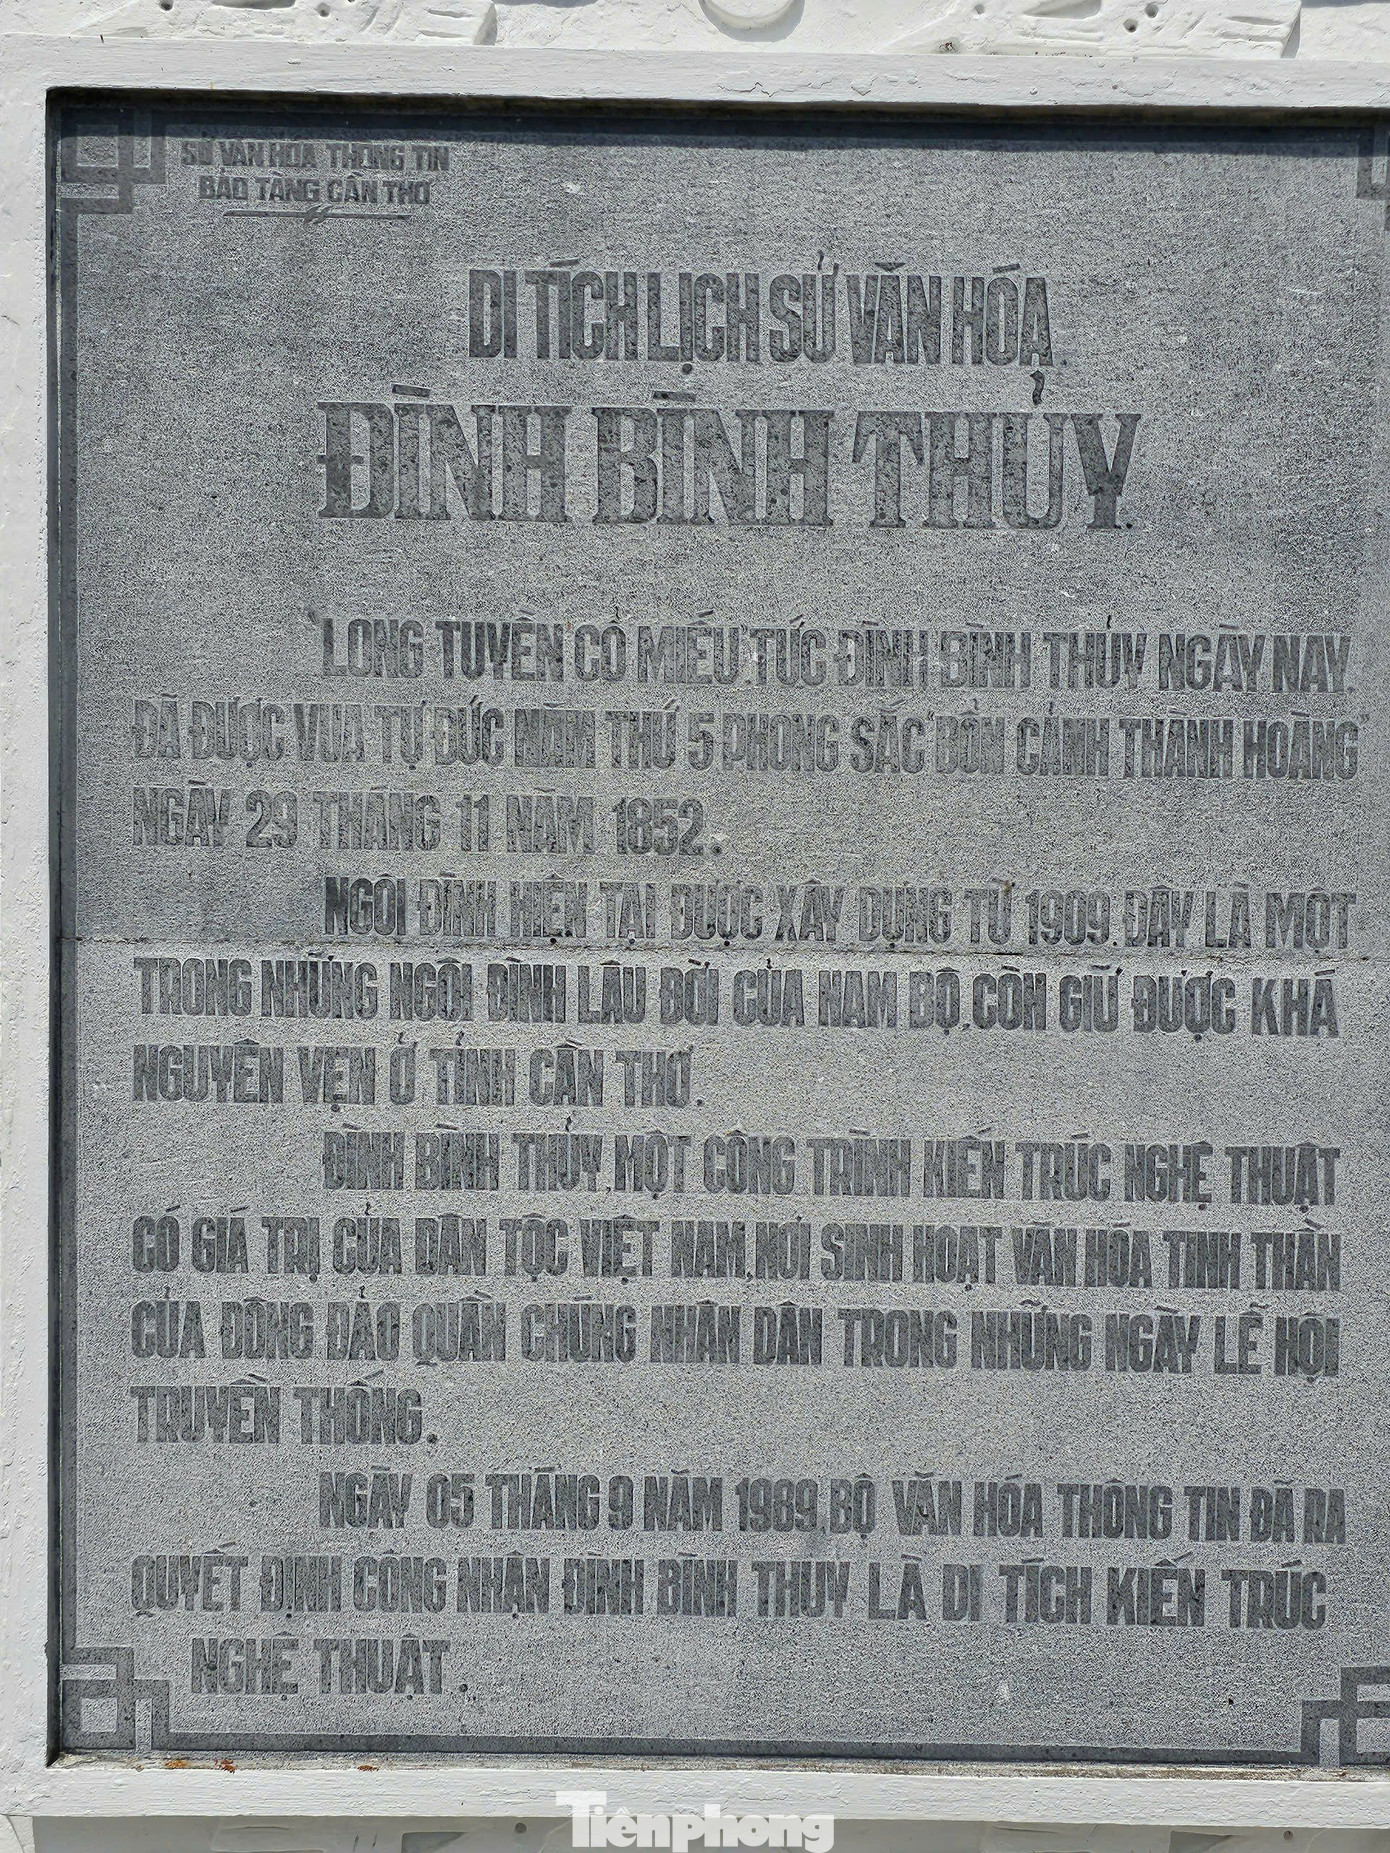 SỞ VĂN HÓA THÔNG TIN
BẢO TÀNG CẦN THƠ
DI TÍCH LỊCH SỬ VĂN HÓA
ĐÌNH BÌNH THỦY
"LONG TUYỀN CỔ MIẾU" TỨC ĐÌNH BÌNH THỦY NGÀY NAY.
ĐÃ ĐƯỢC VUA TỰ ĐỨC NĂM THỨ 5 PHONG SẮC "BỔN CẢNH THÀNH HOÀNG"
NGÀY 29 THÁNG 11 NĂM 1852.
NGÔI ĐÌNH HIỆN TẠI ĐƯỢC XÂY DỰNG TỪ 1909. ĐÂY LÀ MỘT
TRONG NHỮNG NGÔI ĐÌNH LÂU ĐỜI CỦA NAM BỘ, CÒN GIỮ ĐƯỢC KHÁ
NGUYÊN VẸN Ở TỈNH CẦN THƠ.
ĐÌNH BÌNH THỦY, MỘT CÔNG TRÌNH KIẾN TRÚC NGHỆ THUẬT
CÓ GIÁ TRỊ CỦA DÂN TỘC VIỆT NAM, NƠI SINH HOẠT VĂN HÓA TINH THẦN
CỦA ĐÔNG ĐẢO QUẦN CHÚNG NHÂN DÂN TRONG NHỮNG NGÀY LỄ HỘI
TRUYỀN THỐNG.
NGÀY 05 THÁNG 9 NĂM 1989, BỘ VĂN HÓA THÔNG TIN ĐÃ RA
QUYẾT ĐỊNH CÔNG NHẬN ĐÌNH BÌNH THỦY LÀ DI TÍCH KIẾN TRÚC
NGHỆ THUẬT.
Tiênphong